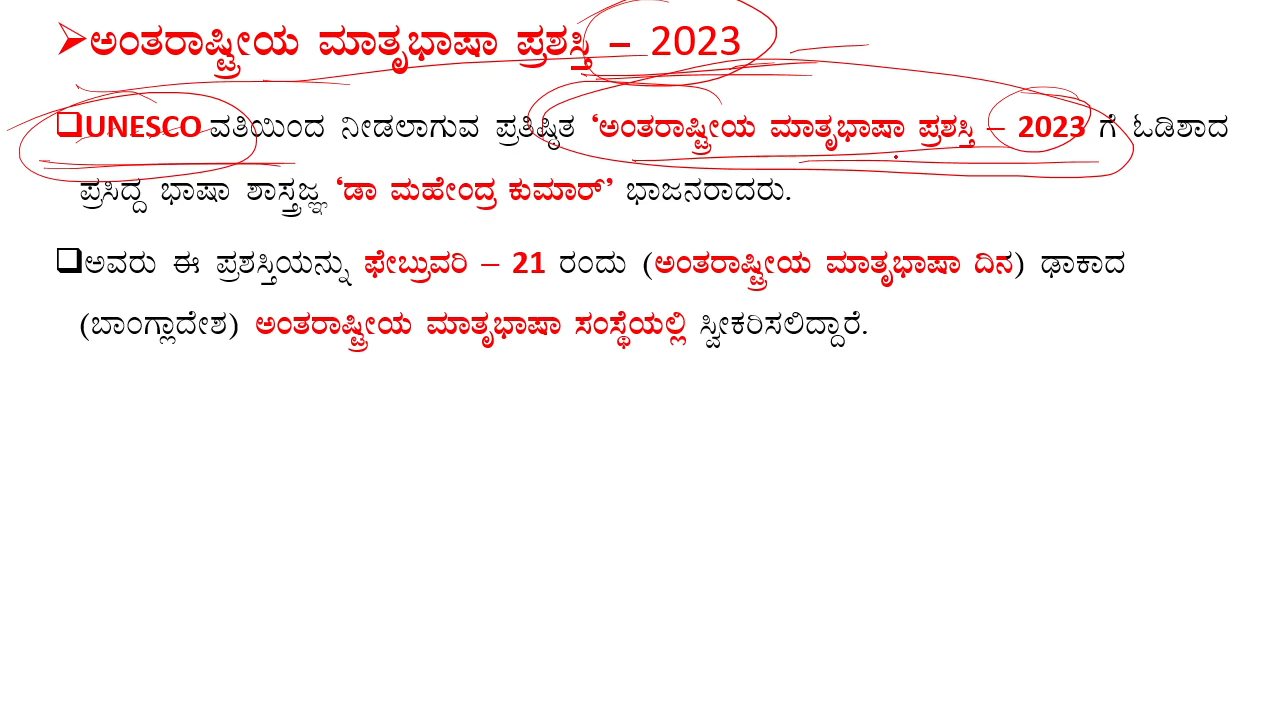 ➢ಅಂತರಾಷ್ಟ್ರೀಯ ಮಾತೃಭಾಷಾ ಪ್ರಶಸ್ತಿ – 2023
❑UNESCO ವತಿಯಿಂದ ನೀಡಲಾಗುವ ಪ್ರತಿಷ್ಠಿತ ‘ಅಂತರಾಷ್ಟ್ರೀಯ ಮಾತೃಭಾಷಾ ಪ್ರಶಸ್ತಿ – 2023 ಗೆ ಓಡಿಶಾದ
ಪ್ರಸಿದ್ದ ಭಾಷಾ ಶಾಸ್ತ್ರಜ್ಞ ‘ಡಾ ಮಹೇಂದ್ರ ಕುಮಾರ್’ ಭಾಜನರಾದರು.
❑ಅವರು ಈ ಪ್ರಶಸ್ತಿಯನ್ನು ಫೇಬ್ರುವರಿ – 21 ರಂದು (ಅಂತರಾಷ್ಟ್ರೀಯ ಮಾತೃಭಾಷಾ ದಿನ) ಢಾಕಾದ
(ಬಾಂಗ್ಲಾದೇಶ) ಅಂತರಾಷ್ಟ್ರೀಯ ಮಾತೃಭಾಷಾ ಸಂಸ್ಥೆಯಲ್ಲಿ ಸ್ವೀಕರಿಸಲಿದ್ದಾರೆ.